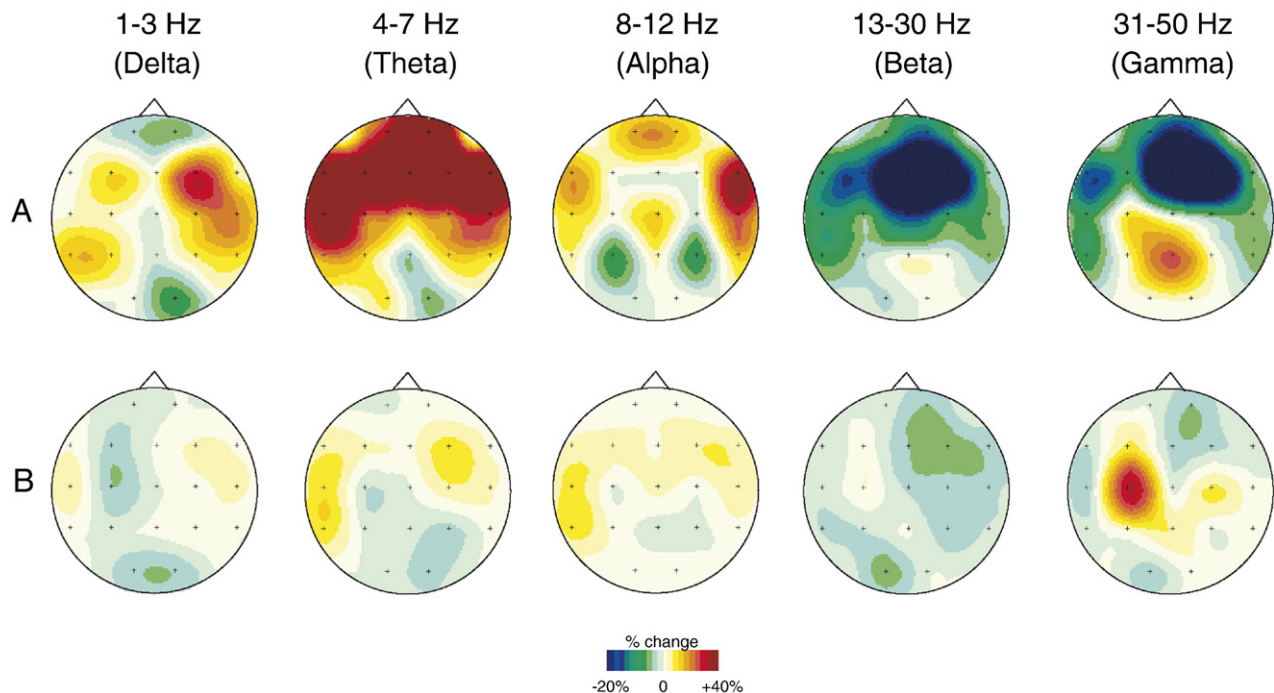 1-3 Hz 4-7 Hz 8-12 Hz 13-30 Hz 31-50 Hz
(Delta) (Theta) (Alpha) (Beta) (Gamma)
A
B
% change
-20% 0 +40%